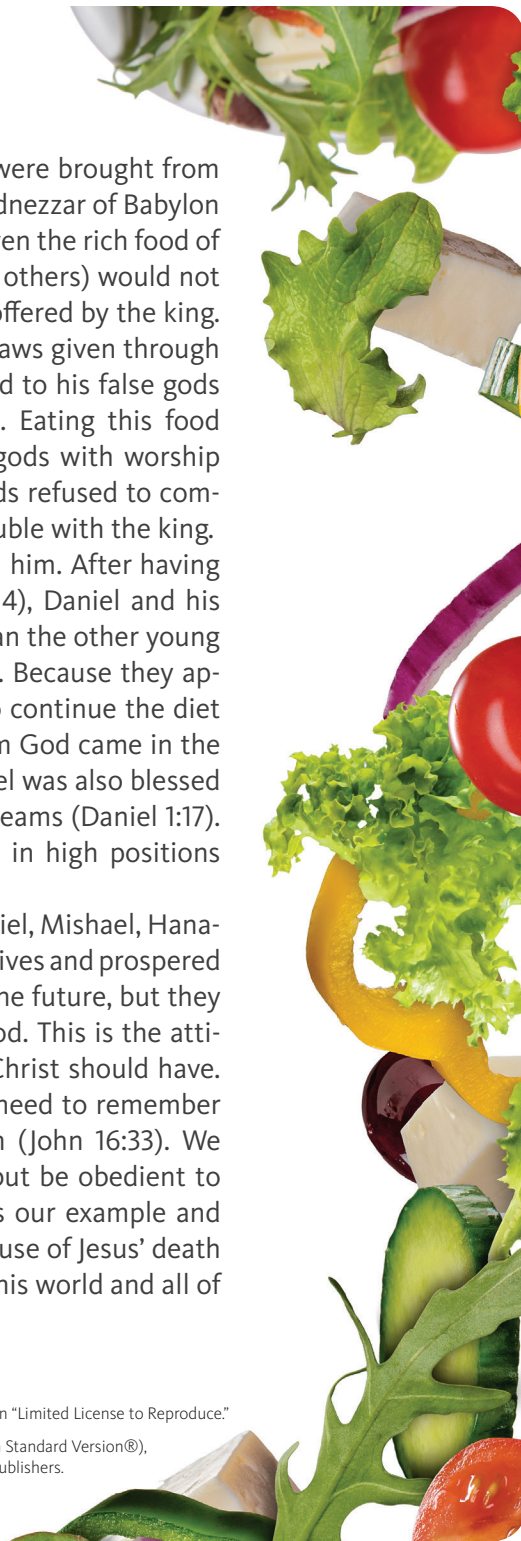 were brought from
dnezzar of Babylon
en the rich food of
others) would not
offered by the king.
aws given through
d to his false gods
. Eating this food
gods with worship
ds refused to com-
uble with the king.
him. After having
4), Daniel and his
an the other young
. Because they ap-
continue the diet
m God came in the
el was also blessed
eams (Daniel 1:17).
in high positions
iel, Mishael, Hana-
ives and prospered
he future, but they
od. This is the atti-
Christ should have.
need to remember
n (John 16:33). We
but be obedient to
s our example and
use of Jesus’ death
his world and all of
n “Limited License to Reproduce.”
Standard Version®),
ublishers.